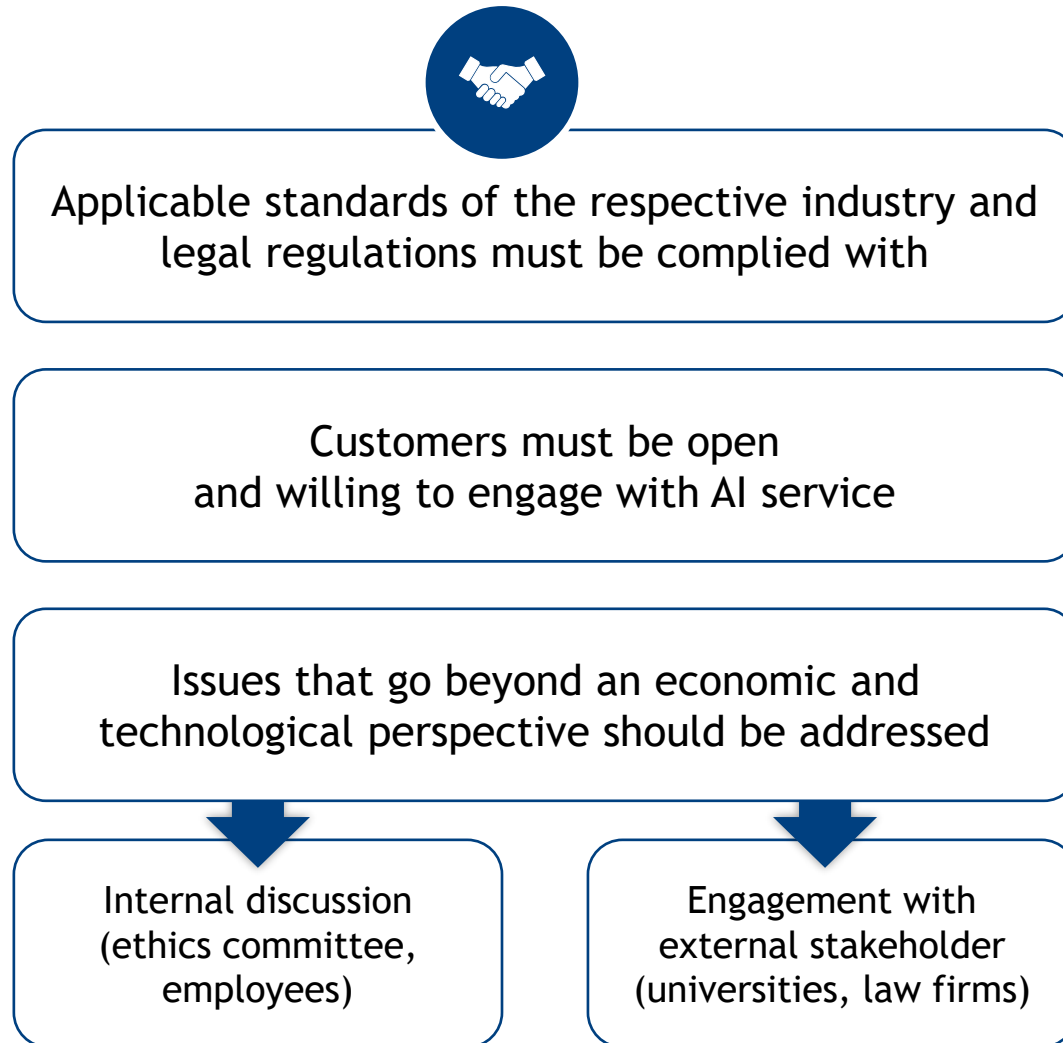 Applicable standards of the respective industry and
legal regulations must be complied with
Customers must be open
and willing to engage with AI service
Issues that go beyond an economic and
technological perspective should be addressed
Internal discussion
(ethics committee,
employees)
Engagement with
external stakeholder
(universities, law firms)